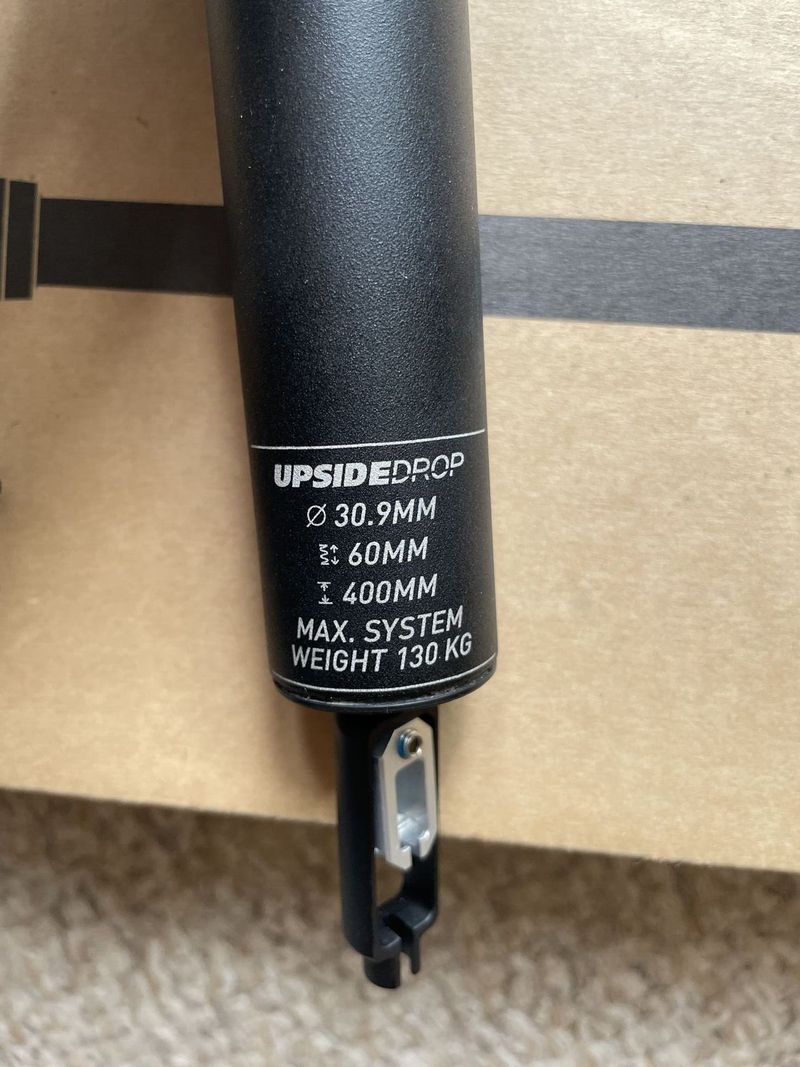 UPSIDEDROP
Ø 30.9MM
60MM
400MM
MAX. SYSTEM
WEIGHT 130 KG